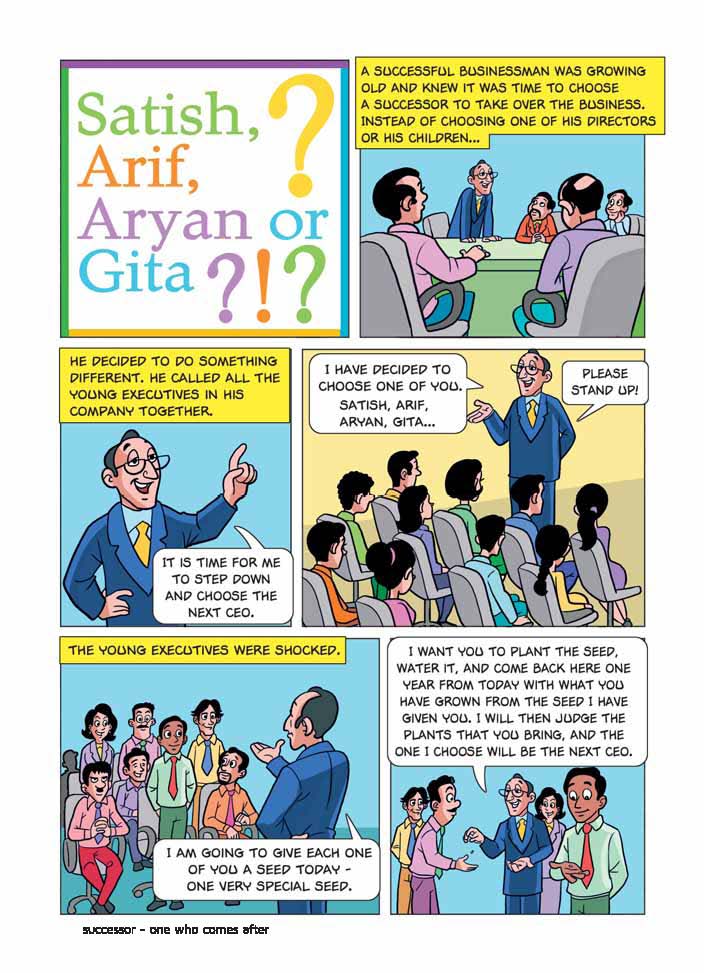 Satish, ?
Arif,
Aryan or
Gita ?!?
A SUCCESSFUL BUSINESSMAN WAS GROWING
OLD AND KNEW IT WAS TIME TO CHOOSE
A SUCCESSOR TO TAKE OVER THE BUSINESS.
INSTEAD OF CHOOSING ONE OF HIS DIRECTORS
OR HIS CHILDREN...
HE DECIDED TO DO SOMETHING
DIFFERENT. HE CALLED ALL THE
YOUNG EXECUTIVES IN HIS
COMPANY TOGETHER.
IT IS TIME FOR ME
TO STEP DOWN
AND CHOOSE THE
NEXT CEO.
I HAVE DECIDED TO
CHOOSE ONE OF YOU.
SATISH, ARIF,
ARYAN, GITA...
PLEASE
STAND UP!
THE YOUNG EXECUTIVES WERE SHOCKED.
I AM GOING TO GIVE EACH ONE
OF YOU A SEED TODAY -
ONE VERY SPECIAL SEED.
I WANT YOU TO PLANT THE SEED,
WATER IT, AND COME BACK HERE ONE
YEAR FROM TODAY WITH WHAT YOU
HAVE GROWN FROM THE SEED I HAVE
GIVEN YOU. I WILL THEN JUDGE THE
PLANTS THAT YOU BRING, AND THE
ONE I CHOOSE WILL BE THE NEXT CEO.
successor - one who comes after